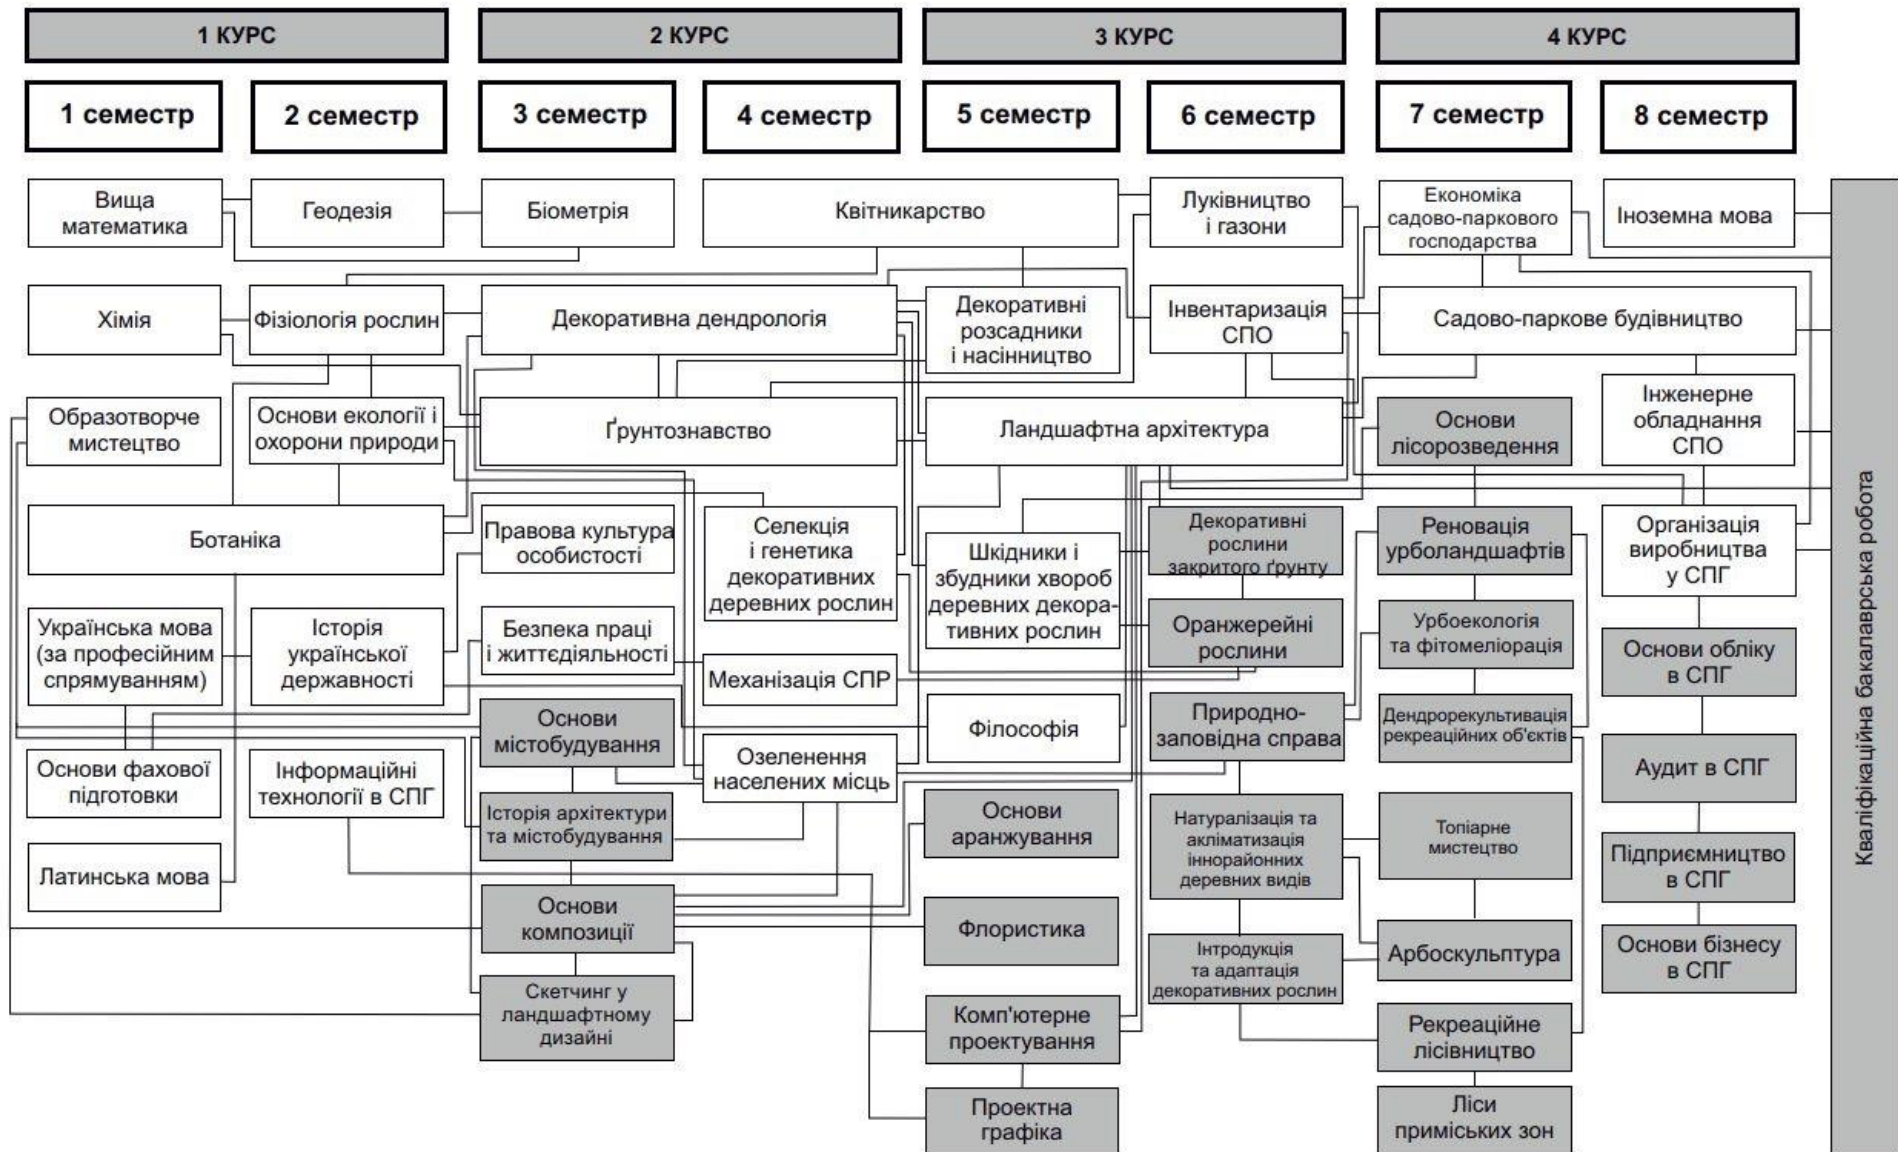 1 КУРС
2 КУРС
3 КУРС
4 КУРС
1 семестр
2 семестр
3 семестр
4 семестр
5 семестр
6 семестр
7 семестр
8 семестр
Вища
математика
Геодезія
Біометрія
Квітникарство
Луківництво
і газони
Економіка
садово-паркового
господарства
Іноземна мова
Хімія
Фізіологія рослин
Декоративна дендрологія
Декоративні
розсадники
і насінництво
Інвентаризація
СПО
Садово-паркове будівництво
Образотворче
мистецтво
Основи екології і
охорони природи
Ґрунтознавство
Ландшафтна архітектура
Основи
лісорозведення
Інженерне
обладнання
СПО
Ботаніка
Правова культура
особистості
Селекція
і генетика
декоративних
деревних рослин
Шкідники і
збудники хвороб
деревних декора-
тивних рослин
Декоративні
рослини
закритого ґрунту
Реновація
урболандшафтів
Організація
виробництва
у СПГ
Українська мова
(за професійним
спрямуванням)
Історія
української
державності
Безпека праці
і життєдіяльності
Механізація СПР
Оранжерейні
рослини
Урбоекологія
та фітомеліорація
Основи обліку
в СПГ
Основи
містобудування
Філософія
Природно-
заповідна справа
Дендрорекультивація
рекреаційних об'єктів
Основи фахової
підготовки
Інформаційні
технології в СПГ
Озеленення
населених місць
Аудит в СПГ
Історія архітектури
та містобудування
Основи
аранжування
Натуралізація та
акліматизація
іннорайонних
деревних видів
Топіарне
мистецтво
Підприємництво
в СПГ
Латинська мова
Основи
композиції
Флористика
Інтродукція
та адаптація
декоративних рослин
Арбоскульптура
Основи бізнесу
в СПГ
Скетчинг у
ландшафтному
дизайні
Комп'ютерне
проектування
Рекреаційне
лісівництво
Проектна
графіка
Ліси
приміських зон
Кваліфікаційна бакалаврська робота